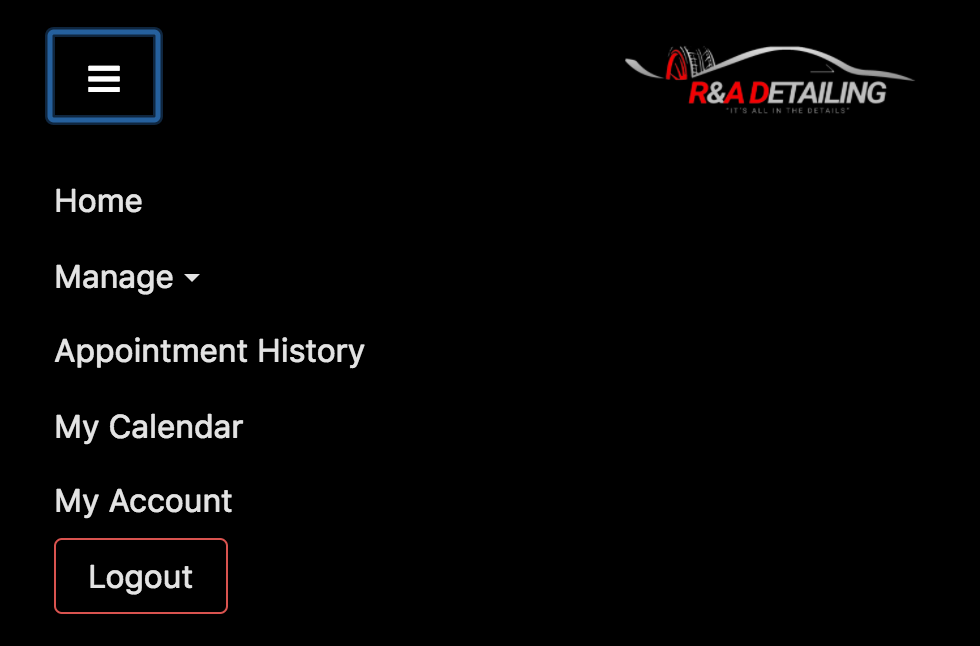 R&A DETAILING
"IT'S ALL IN THE DETAILS"
Home
Manage
Appointment History
My Calendar
My Account
Logout